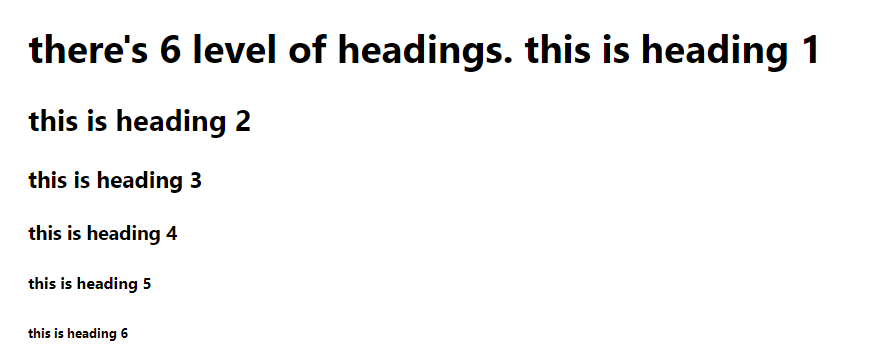 there's 6 level of headings. this is heading 1
this is heading 2
this is heading 3
this is heading 4
this is heading 5
this is heading 6